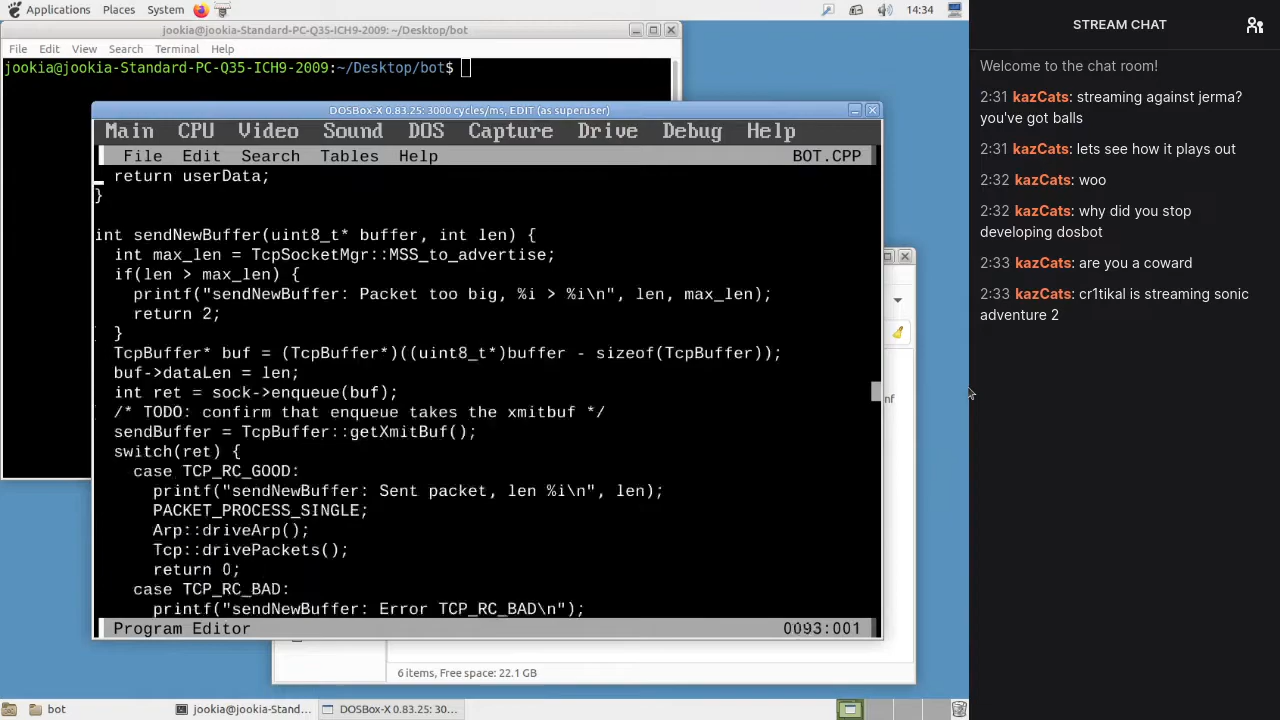 Applications Places System 14:34
jookia@jookia-Standard-PC-Q35-ICH9-2009: ~/Desktop/bot
File Edit View Search Terminal Help
jookia@jookia-Standard-PC-Q35-ICH9-2009:~/Desktop/bot$
DOSBox-X 0.83.25: 3000 cycles/ms, EDIT (as superuser)
Main CPU Video Sound DOS Capture Drive Debug Help
File Edit Search Tables Help BOT.CPP
return userData;
}
int sendNewBuffer(uint8_t* buffer, int len) {
int max_len = TcpSocketMgr::MSS_to_advertise;
if(len > max_len) {
printf("sendNewBuffer: Packet too big, %i > %i\n", len, max_len);
return 2;
}
TcpBuffer* buf = (TcpBuffer*)((uint8_t*)buffer - sizeof(TcpBuffer));
buf->dataLen = len;
int ret = sock->enqueue(buf);
/* TODO: confirm that enqueue takes the xmitbuf */
sendBuffer = TcpBuffer::getXmitBuf();
switch(ret) {
case TCP_RC_GOOD:
printf("sendNewBuffer: Sent packet, len %i\n", len);
PACKET_PROCESS_SINGLE;
Arp::driveArp();
Tcp::drivePackets();
return 0;
case TCP_RC_BAD:
printf("sendNewBuffer: Error TCP_RC_BAD\n");
Program Editor 0093:001
nf
6 items, Free space: 22.1 GB
bot jookia@jookia-Stand... DOSBox-X 0.83.25: 30...
STREAM CHAT
Welcome to the chat room!
2:31 kazCats: streaming against jerma?
you've got balls
2:31 kazCats: lets see how it plays out
2:32 kazCats: woo
2:32 kazCats: why did you stop
developing dosbot
2:33 kazCats: are you a coward
2:33 kazCats: cr1tikal is streaming sonic
adventure 2